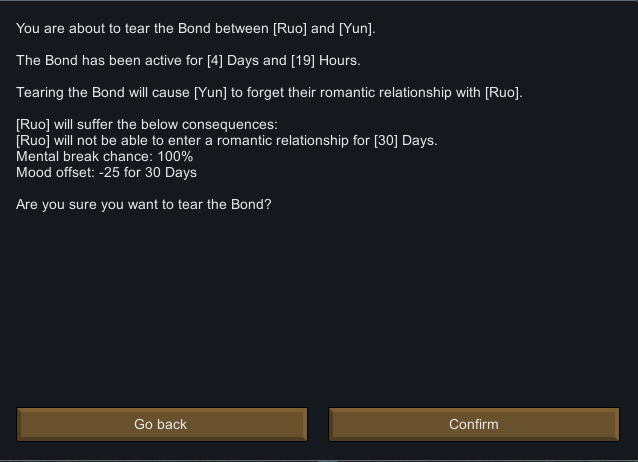 You are about to tear the Bond between [Ruo] and [Yun].
The Bond has been active for [4] Days and [19] Hours.
Tearing the Bond will cause [Yun] to forget their romantic relationship with [Ruo].
[Ruo] will suffer the below consequences:
[Ruo] will not be able to enter a romantic relationship for [30] Days.
Mental break chance: 100%
Mood offset: -25 for 30 Days
Are you sure you want to tear the Bond?
Go back
Confirm